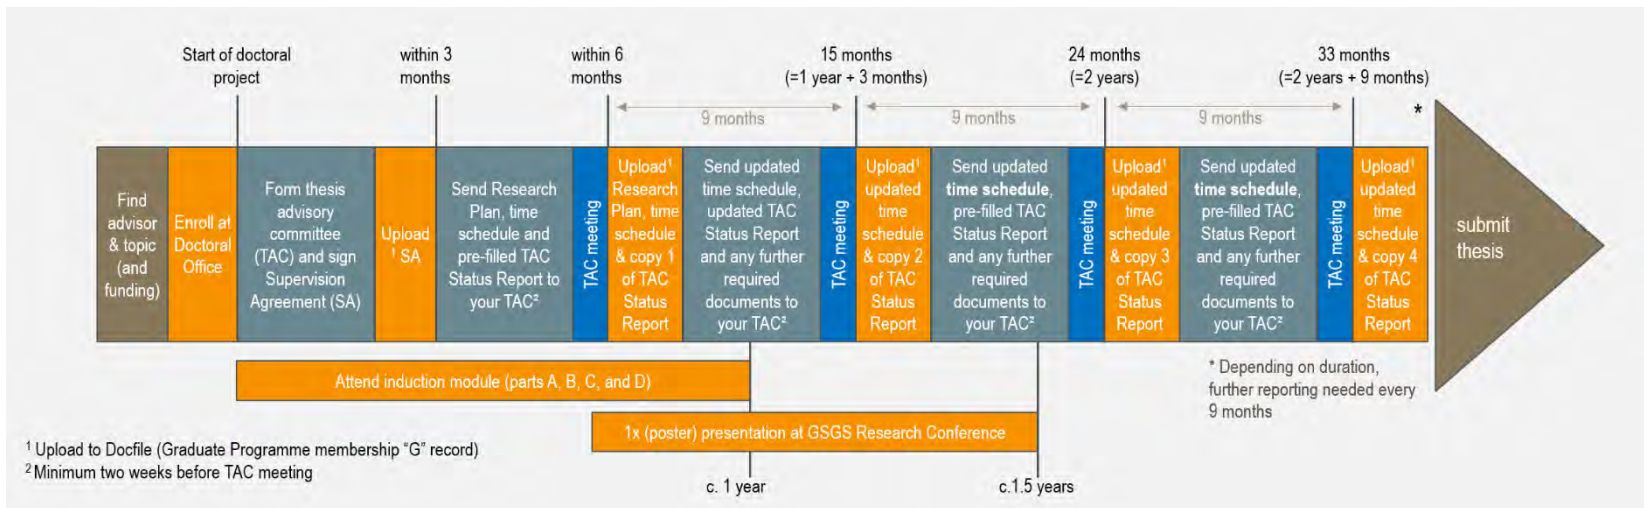 Start of doctoral
project
within 3
months
within 6
months
15 months
(=1 year + 3 months)
24 months
(=2 years)
33 months
(=2 years + 9 months)
9 months
9 months
9 months
*
Find
advisor
& topic
(and
funding)
Enroll at
Doctoral
Office
Form thesis
advisory
committee
(TAC) and sign
Supervision
Agreement (SA)
Upload
¹ SA
Send Research
Plan, time
schedule and
pre-filled TAC
Status Report to
your TAC²
TAC meeting
Upload¹
Research
Plan, time
schedule
& copy 1
of TAC
Status
Report
Send updated
time schedule,
updated TAC
Status Report
and any further
required
documents to
your TAC²
TAC meeting
Upload¹
updated
time
schedule
& copy 2
of TAC
Status
Report
Send updated
time schedule,
pre-filled TAC
Status Report
and any further
required
documents to
your TAC²
TAC meeting
Upload¹
updated
time
schedule
& copy 3
of TAC
Status
Report
Send updated
time schedule,
pre-filled TAC
Status Report
and any further
required
documents to
your TAC²
TAC meeting
Upload¹
updated
time
schedule
& copy 4
of TAC
Status
Report
submit
thesis
Attend induction module (parts A, B, C, and D)
* Depending on duration,
further reporting needed every
9 months
1x (poster) presentation at GSGS Research Conference
¹ Upload to Docfile (Graduate Programme membership “G” record)
² Minimum two weeks before TAC meeting
c. 1 year
c.1.5 years